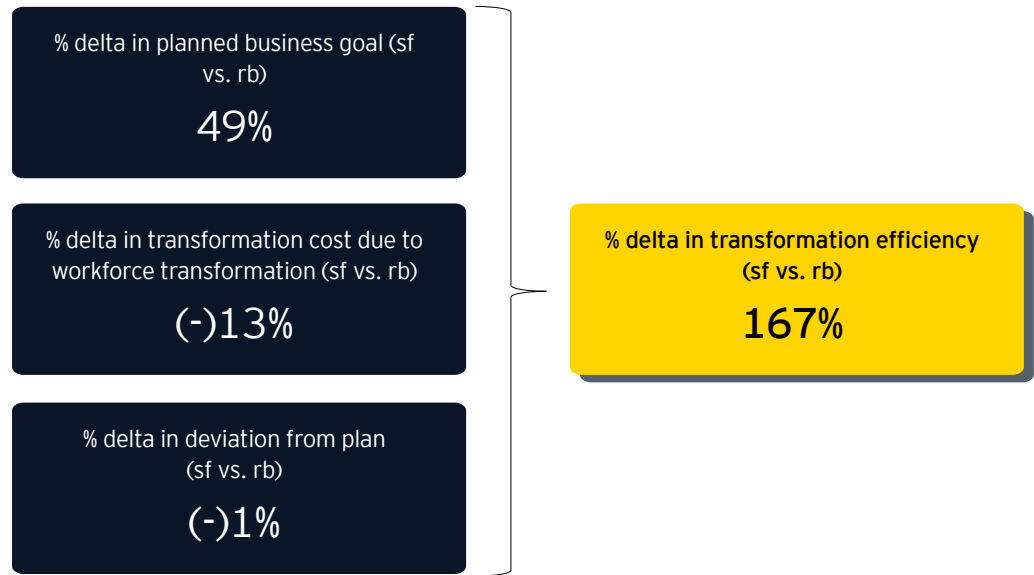 % delta in planned business goal (sf
vs. rb)
49%
% delta in transformation cost due to
workforce transformation (sf vs. rb)
(-)13%
% delta in deviation from plan
(sf vs. rb)
(-)1%
% delta in transformation efficiency
(sf vs. rb)
167%